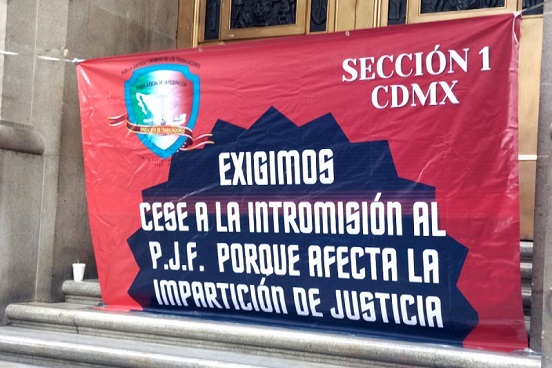 SECCIÓN 1
CDMX
EXIGIMOS
CESE A LA INTROMISIÓN AL
P.J.F. PORQUE AFECTA LA
IMPARTICIÓN DE JUSTICIA